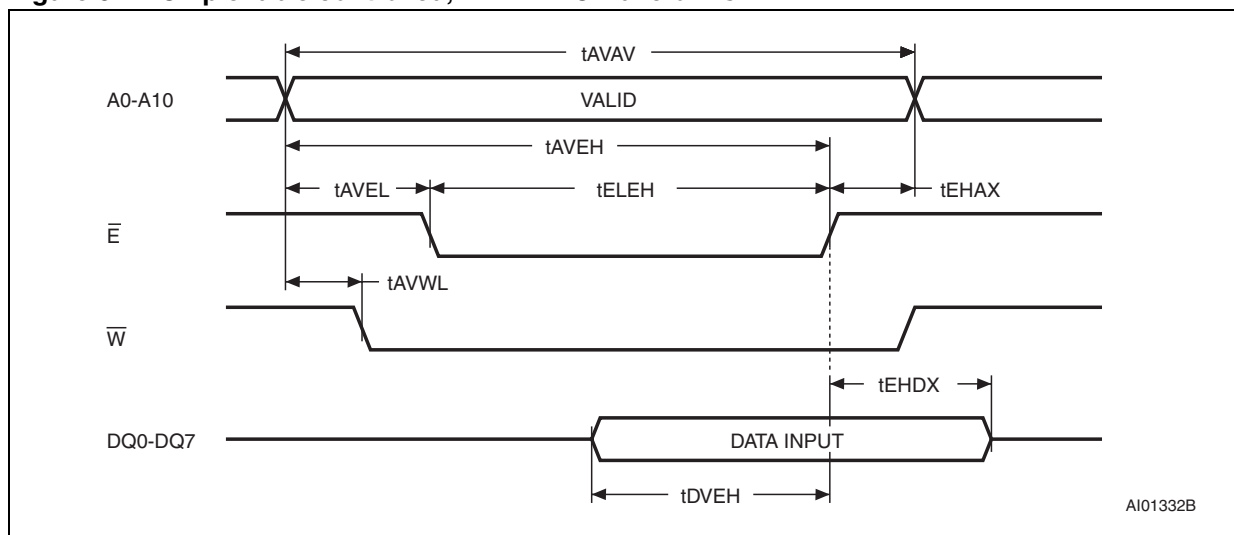 tAVAV
A0-A10
VALID
tAVEH
tAVEL
tELEH
tEHAX
E̅
tAVWL
W̅
tEHDX
DQ0-DQ7
DATA INPUT
tDVEH
AI01332B